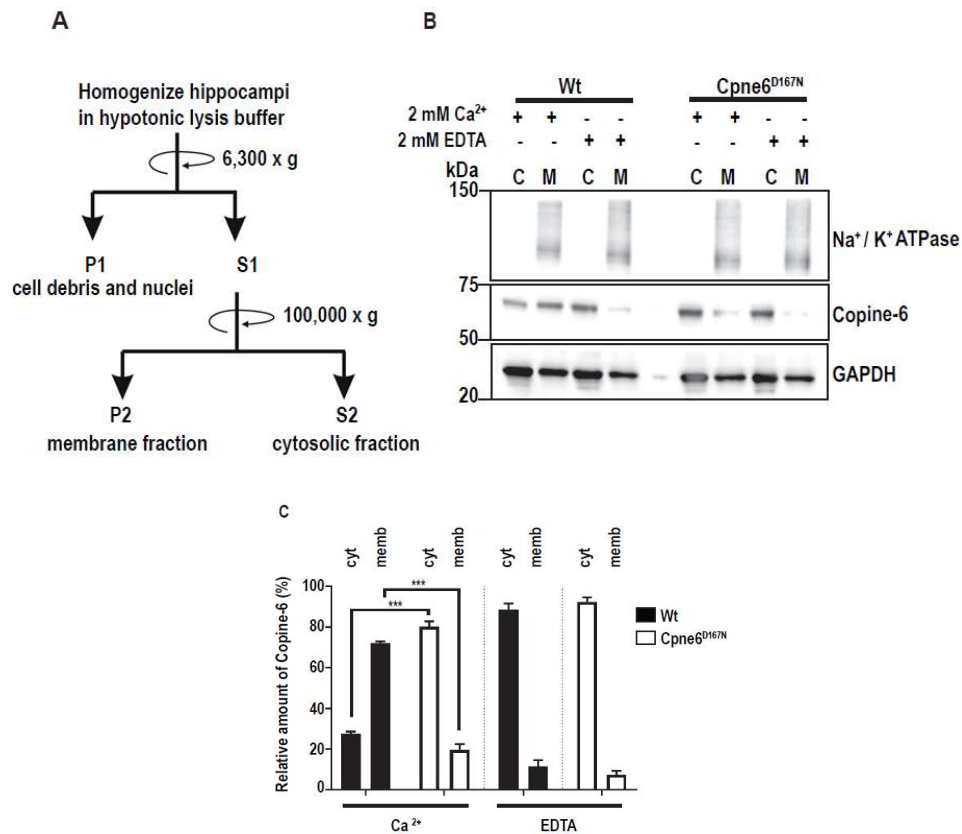 A
Homogenize hippocampi
in hypotonic lysis buffer
6,300 x g
P1
S1
cell debris and nuclei
100,000 x g
P2
S2
membrane fraction
cytosolic fraction
B
Wt
Cpne6D167N
2 mM Ca2+ + + - - + + - -
2 mM EDTA - - + + - - + +
kDa C M C M C M C M
150
Na+ / K+ ATPase
75
Copine-6
50
GAPDH
20
C
cyt memb cyt memb cyt memb cyt memb
Relative amount of Copine-6 (%)
100
80
60
40
20
0
***
***
Wt
Cpne6D167N
Ca 2+
EDTA